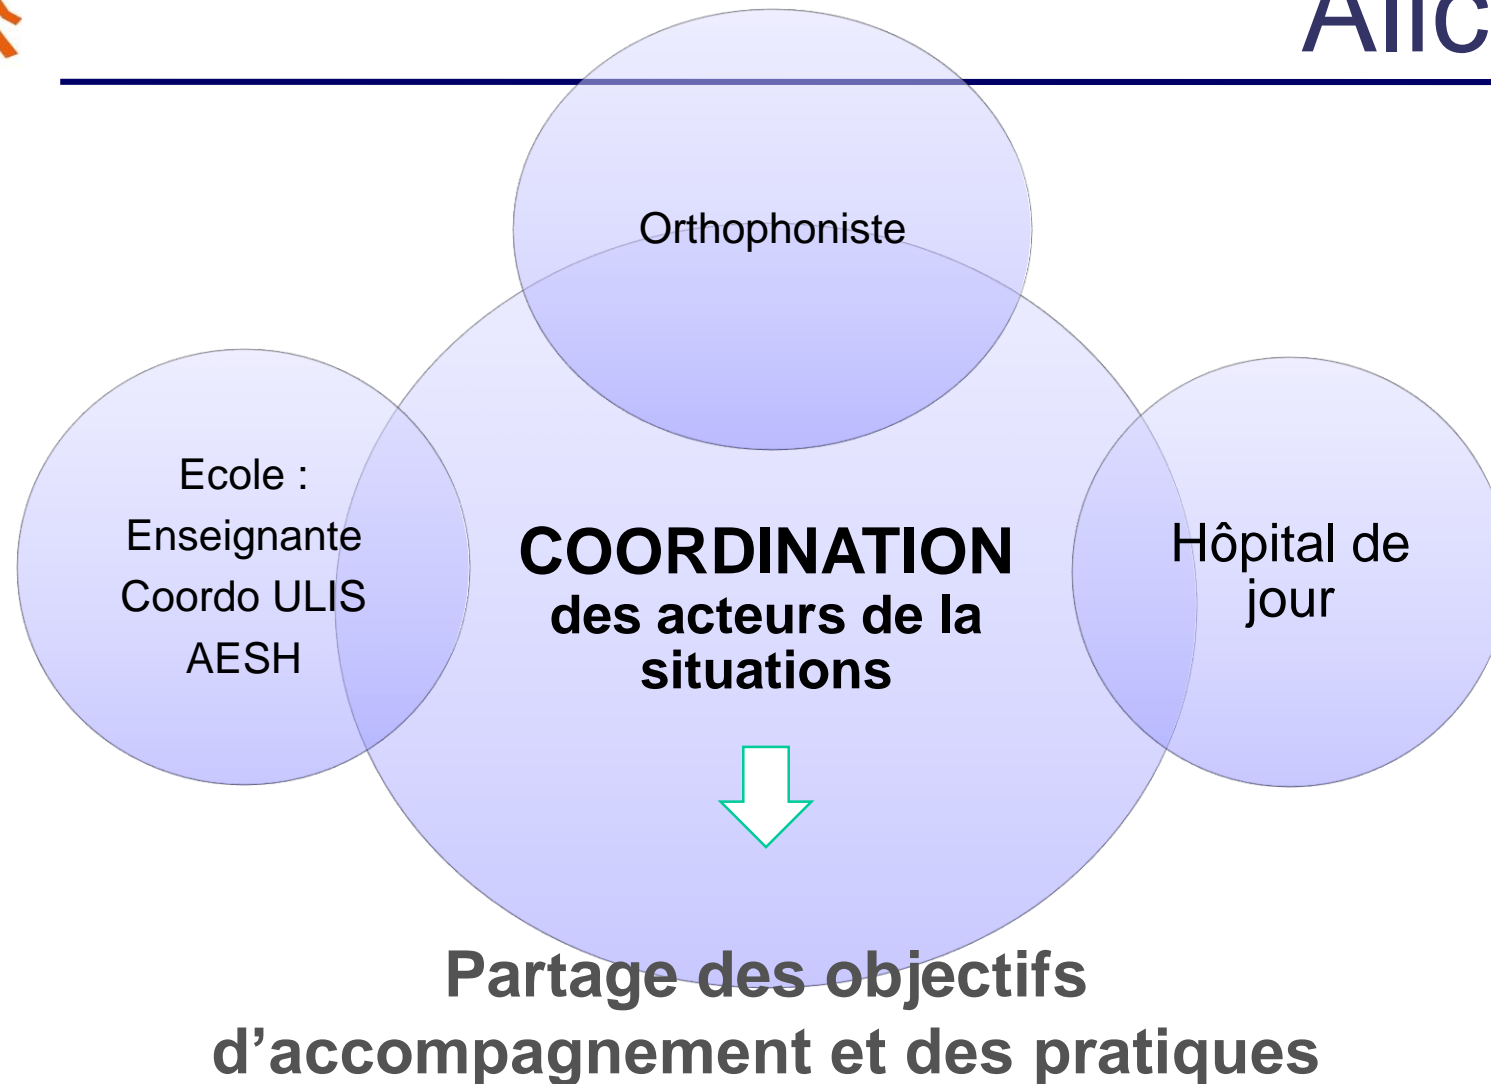 Orthophoniste
Ecole :
Enseignante
Coordo ULIS
AESH
COORDINATION
des acteurs de la
situations
Hôpital de
jour
Partage des objectifs
d’accompagnement et des pratiques